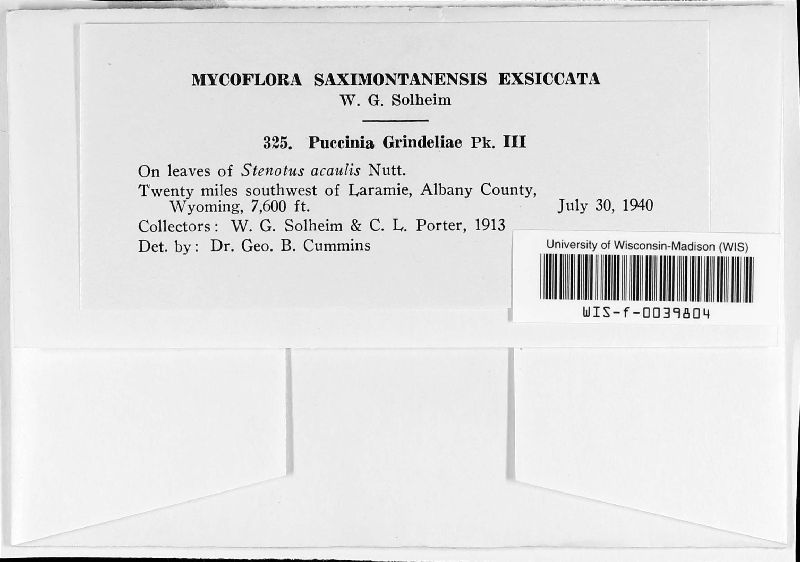 MYCOFLORA SAXIMONTANENSIS EXSICCATA
W. G. Solheim
325. Puccinia Grindeliae Pk. III
On leaves of Stenotus acaulis Nutt.
Twenty miles southwest of Laramie, Albany County,
Wyoming, 7,600 ft. July 30, 1940
Collectors: W. G. Solheim & C. L. Porter, 1913
Det. by: Dr. Geo. B. Cummins
University of Wisconsin-Madison (WIS)
WIS-f-0039804